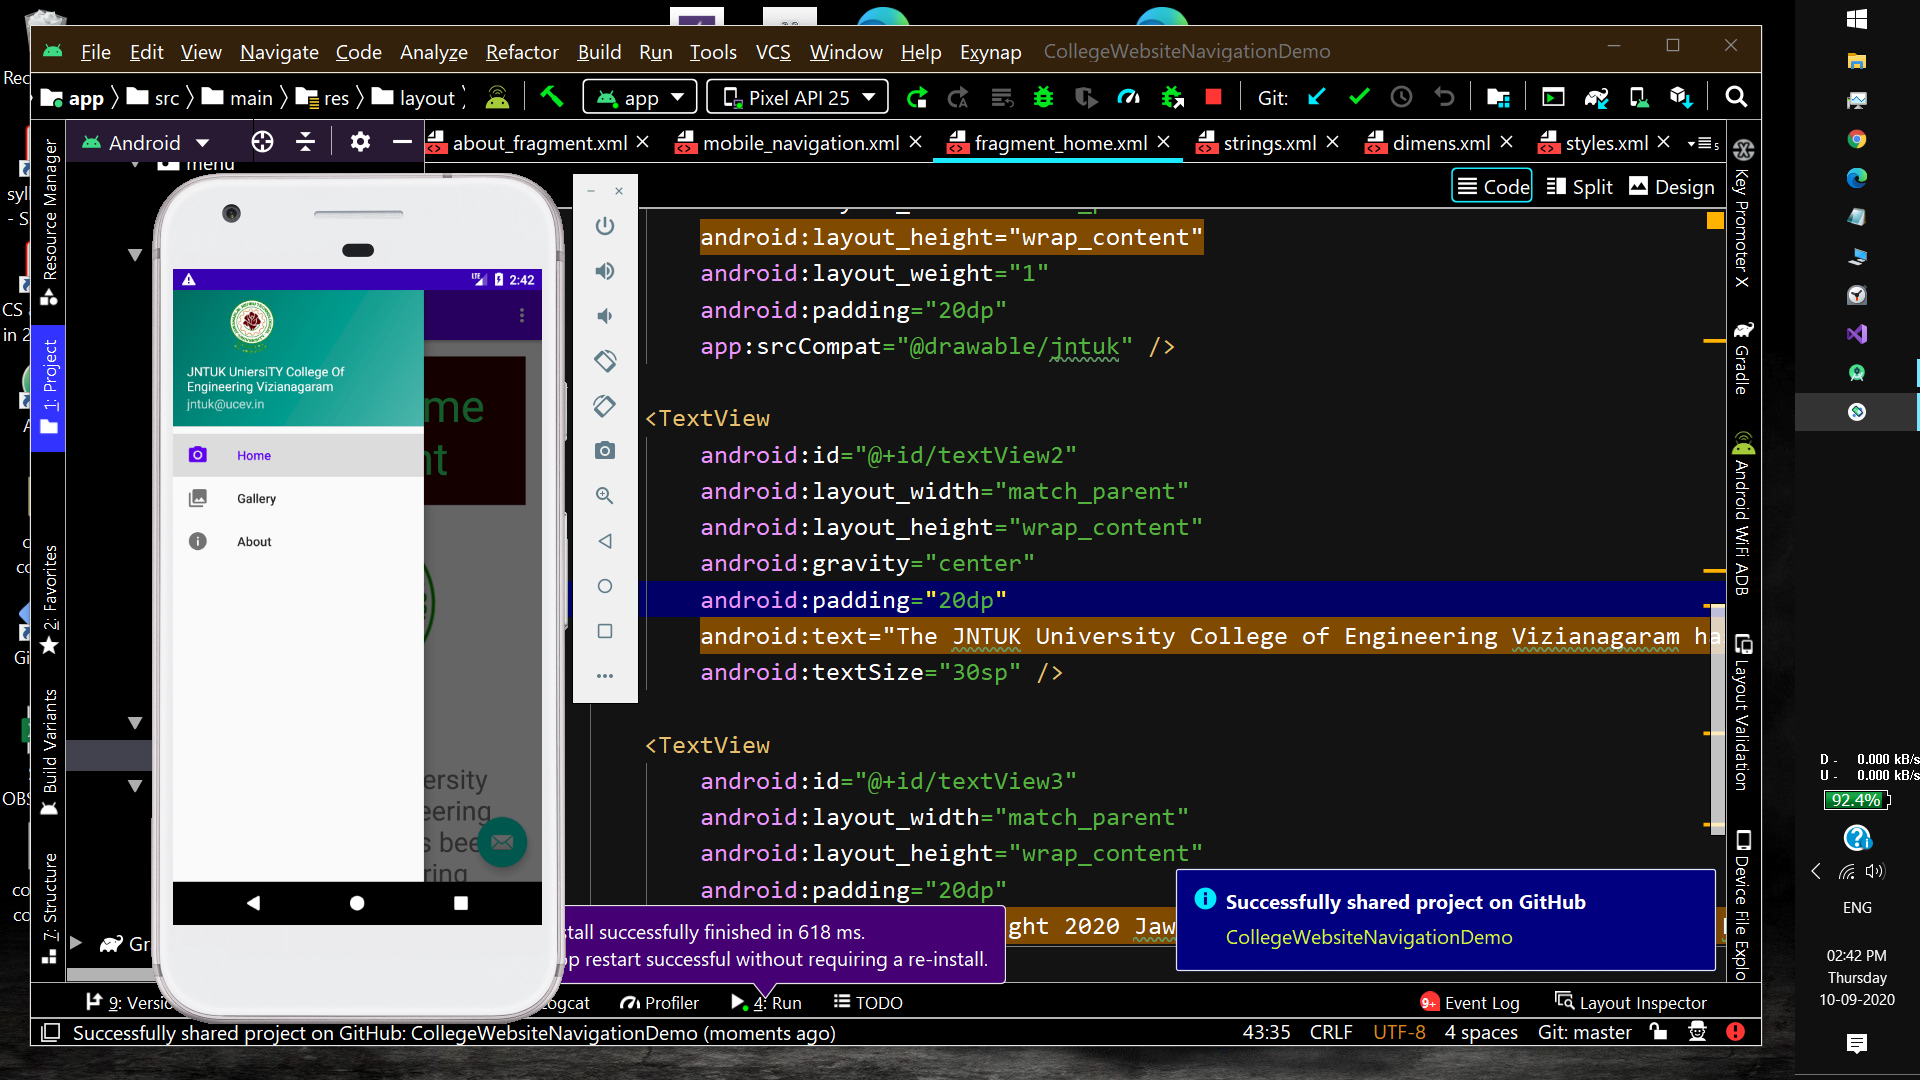 File Edit View Navigate Code Analyze Refactor Build Run Tools VCS Window Help Exynap CollegeWebsiteNavigationDemo
app src main res layout app Pixel API 25 Git:
Android
about_fragment.xml mobile_navigation.xml fragment_home.xml strings.xml dimens.xml styles.xml 5
menu
Code Split Design
android:layout_height="wrap_content"
android:layout_weight="1"
android:padding="20dp"
app:srcCompat="@drawable/jntuk" />
<TextView
android:id="@+id/textView2"
android:layout_width="match_parent"
android:layout_height="wrap_content"
android:gravity="center"
android:padding="20dp"
android:text="The JNTUK University College of Engineering Vizianagaram ha
android:textSize="30sp" />
<TextView
android:id="@+id/textView3"
android:layout_width="match_parent"
android:layout_height="wrap_content"
android:padding="20dp"
ght 2020 Jaw
Resource Manager
1: Project
2: Favorites
Build Variants
7: Structure
LTE 2:42
JNTUK UniersiTY College Of
Engineering Vizianagaram
jntuk@ucev.in
Home
Gallery
About
me
nt
ersity
eering
s bee
ring
Key Promoter X
Gradle
Android WiFi ADB
Layout Validation
Device File Explo
Successfully shared project on GitHub
CollegeWebsiteNavigationDemo
stall successfully finished in 618 ms.
pp restart successful without requiring a re-install.
Gr
9: Versio
ogcat Profiler 4: Run TODO 9+ Event Log Layout Inspector
Successfully shared project on GitHub: CollegeWebsiteNavigationDemo (moments ago) 43:35 CRLF UTF-8 4 spaces Git: master
Rec
syll
- S
CS
in 2
A
Gi
OBS
co
co
D - 0.000 kB/s
U - 0.000 kB/s
92.4%
ENG
02:42 PM
Thursday
10-09-2020